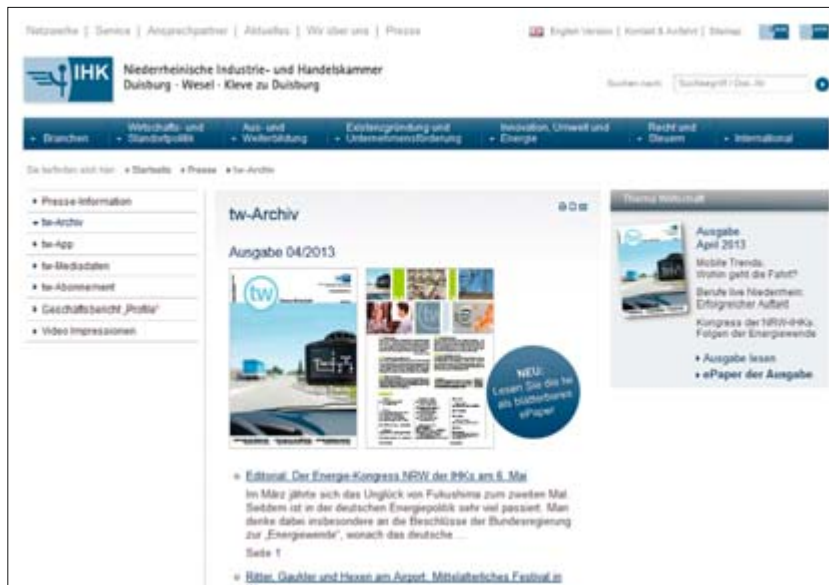 Netzwerke | Service | Ansprechpartner | Aktuelles | Wir über uns | Presse
English Version | Kontakt & Anfahrt | Sitemap
IHK
Niederrheinische Industrie- und Handelskammer
Duisburg · Wesel · Kleve zu Duisburg
Suchen nach: Suchbegriff / Dok.-Nr.
Branchen
Wirtschafts- und Standortpolitik
Aus- und Weiterbildung
Existenzgründung und Unternehmensförderung
Innovation, Umwelt und Energie
Recht und Steuern
International
Sie befinden sich hier: Startseite Presse tw-Archiv
Presse-Information
tw-Archiv
tw-App
tw-Mediadaten
tw-Abonnement
Geschäftsbericht „Profile"
Video Impressionen
tw-Archiv
Ausgabe 04/2013
tw
NEU:
Lesen Sie die tw
als blätterbares
ePaper
Editorial: Der Energie-Kongress NRW der IHKs am 6. Mai
Im März jährte sich das Unglück von Fukushima zum zweiten Mal.
Seitdem ist in der deutschen Energiepolitik sehr viel passiert. Man
denke dabei insbesondere an die Beschlüsse der Bundesregierung
zur „Energiewende", wonach das deutsche ...
Seite 1
Ritter, Gaukler und Hexen am Airport. Mittelalterliches Festival in
Thema Wirtschaft
Ausgabe
April 2013
Mobile Trends:
Wohin geht die Fahrt?
Berufe live Niederrhein:
Erfolgreicher Auftakt
Kongress der NRW-IHKs:
Folgen der Energiewende
Ausgabe lesen
ePaper der Ausgabe